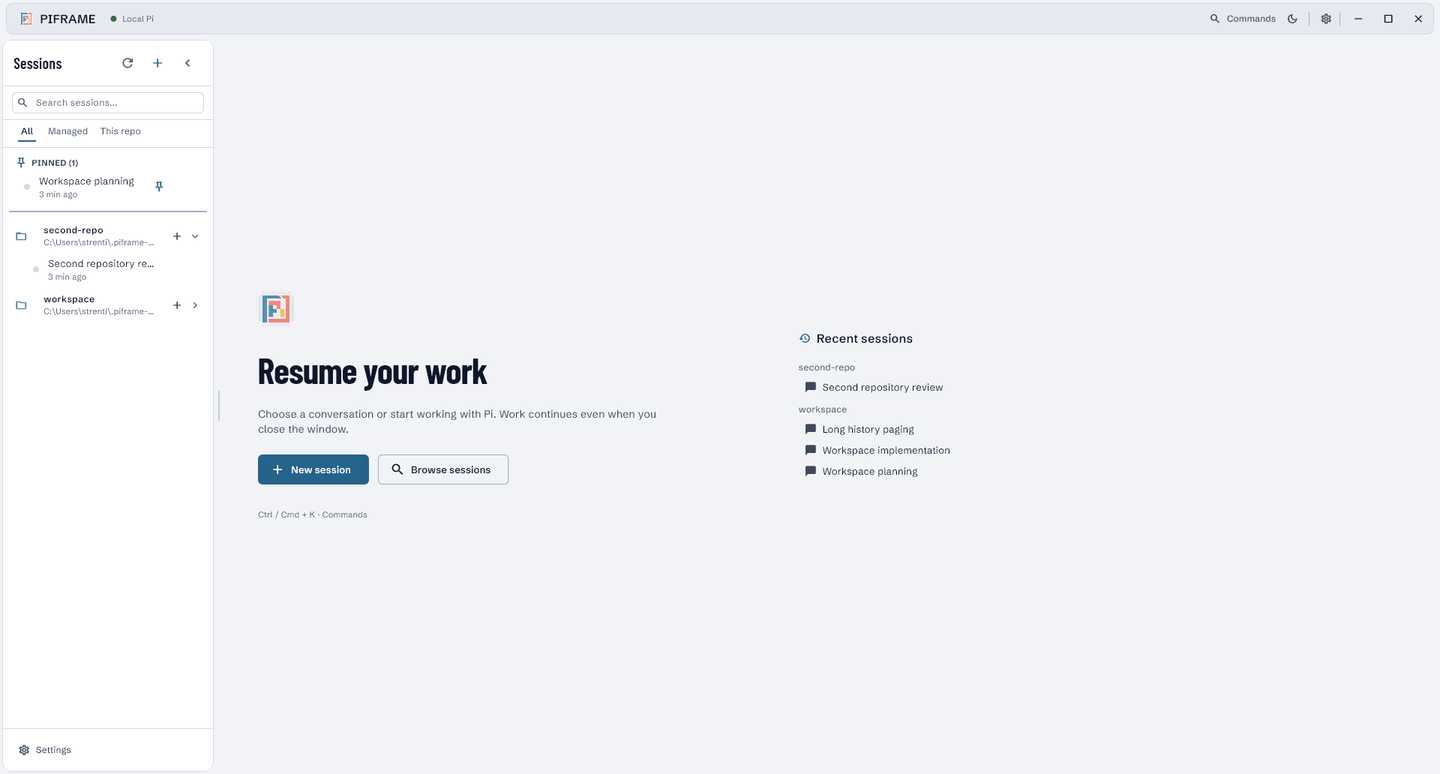 PIFRAME
Local Pi
Commands
Sessions
Search sessions...
All Managed This repo
PINNED (1)
Workspace planning
3 min ago
second-repo
C:\Users\strenti\.piframe-...
Second repository re...
3 min ago
workspace
C:\Users\strenti\.piframe-...
Settings
Resume your work
Choose a conversation or start working with Pi. Work continues even when you
close the window.
New session
Browse sessions
Ctrl / Cmd + K · Commands
Recent sessions
second-repo
Second repository review
workspace
Long history paging
Workspace implementation
Workspace planning